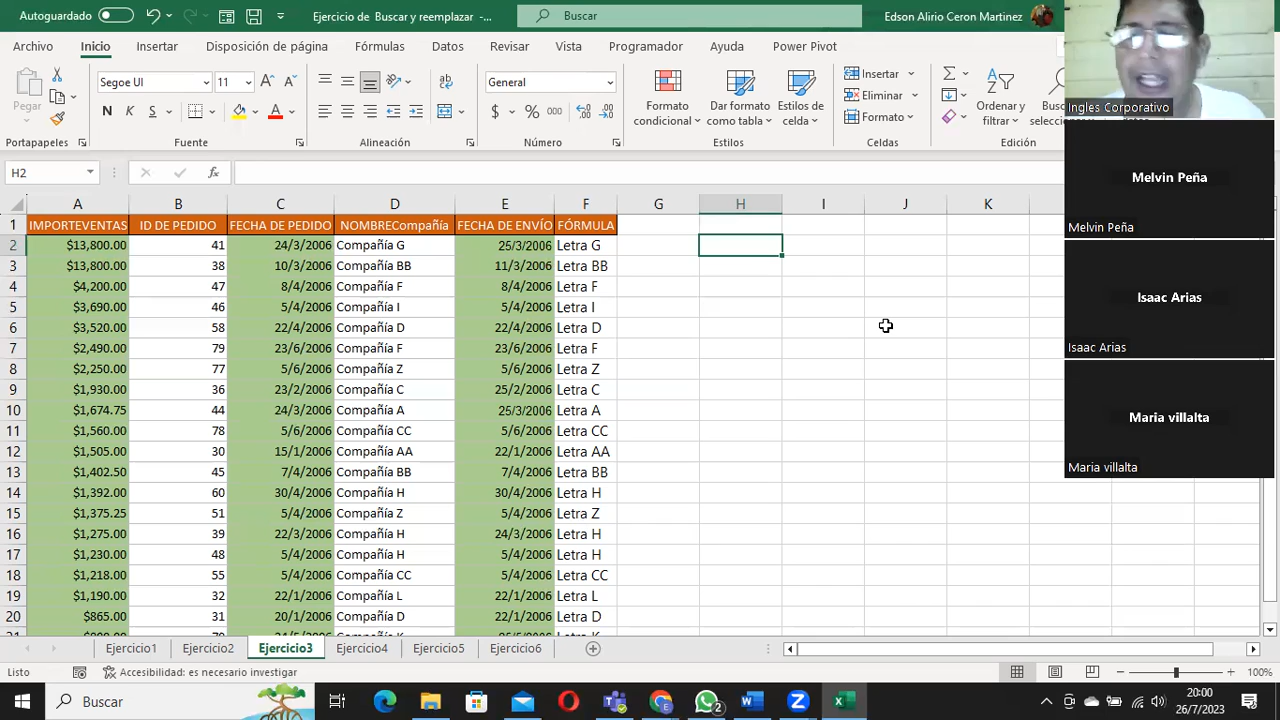 Autoguardado
Ejercicio de Buscar y reemplazar -...
Buscar
Edson Alirio Ceron Martinez
Archivo Inicio Insertar Disposición de página Fórmulas Datos Revisar Vista Programador Ayuda Power Pivot
Pegar
Segoe UI 11
N K S
Portapapeles Fuente Alineación
General
$ % 000
Número
Formato condicional
Dar formato como tabla
Estilos de celda
Estilos
Insertar
Eliminar
Formato
Celdas
Ordenar y filtrar
Edición
Ingles Corporativo
Melvin Peña
Melvin Peña
Isaac Arias
Isaac Arias
Maria villalta
Maria villalta
H2 fx
A B C D E F G H I J K
1 IMPORTEVENTAS ID DE PEDIDO FECHA DE PEDIDO NOMBRECompañía FECHA DE ENVÍO FÓRMULA
2 $13,800.00 41 24/3/2006 Compañía G 25/3/2006 Letra G
3 $13,800.00 38 10/3/2006 Compañía BB 11/3/2006 Letra BB
4 $4,200.00 47 8/4/2006 Compañía F 8/4/2006 Letra F
5 $3,690.00 46 5/4/2006 Compañía I 5/4/2006 Letra I
6 $3,520.00 58 22/4/2006 Compañía D 22/4/2006 Letra D
7 $2,490.00 79 23/6/2006 Compañía F 23/6/2006 Letra F
8 $2,250.00 77 5/6/2006 Compañía Z 5/6/2006 Letra Z
9 $1,930.00 36 23/2/2006 Compañía C 25/2/2006 Letra C
10 $1,674.75 44 24/3/2006 Compañía A 25/3/2006 Letra A
11 $1,560.00 78 5/6/2006 Compañía CC 5/6/2006 Letra CC
12 $1,505.00 30 15/1/2006 Compañía AA 22/1/2006 Letra AA
13 $1,402.50 45 7/4/2006 Compañía BB 7/4/2006 Letra BB
14 $1,392.00 60 30/4/2006 Compañía H 30/4/2006 Letra H
15 $1,375.25 51 5/4/2006 Compañía Z 5/4/2006 Letra Z
16 $1,275.00 39 22/3/2006 Compañía H 24/3/2006 Letra H
17 $1,230.00 48 5/4/2006 Compañía H 5/4/2006 Letra H
18 $1,218.00 55 5/4/2006 Compañía CC 5/4/2006 Letra CC
19 $1,190.00 32 22/1/2006 Compañía L 22/1/2006 Letra L
20 $865.00 31 20/1/2006 Compañía D 22/1/2006 Letra D
Ejercicio1 Ejercicio2 Ejercicio3 Ejercicio4 Ejercicio5 Ejercicio6
Listo Accesibilidad: es necesario investigar 100%
Buscar
2
20:00
26/7/2023